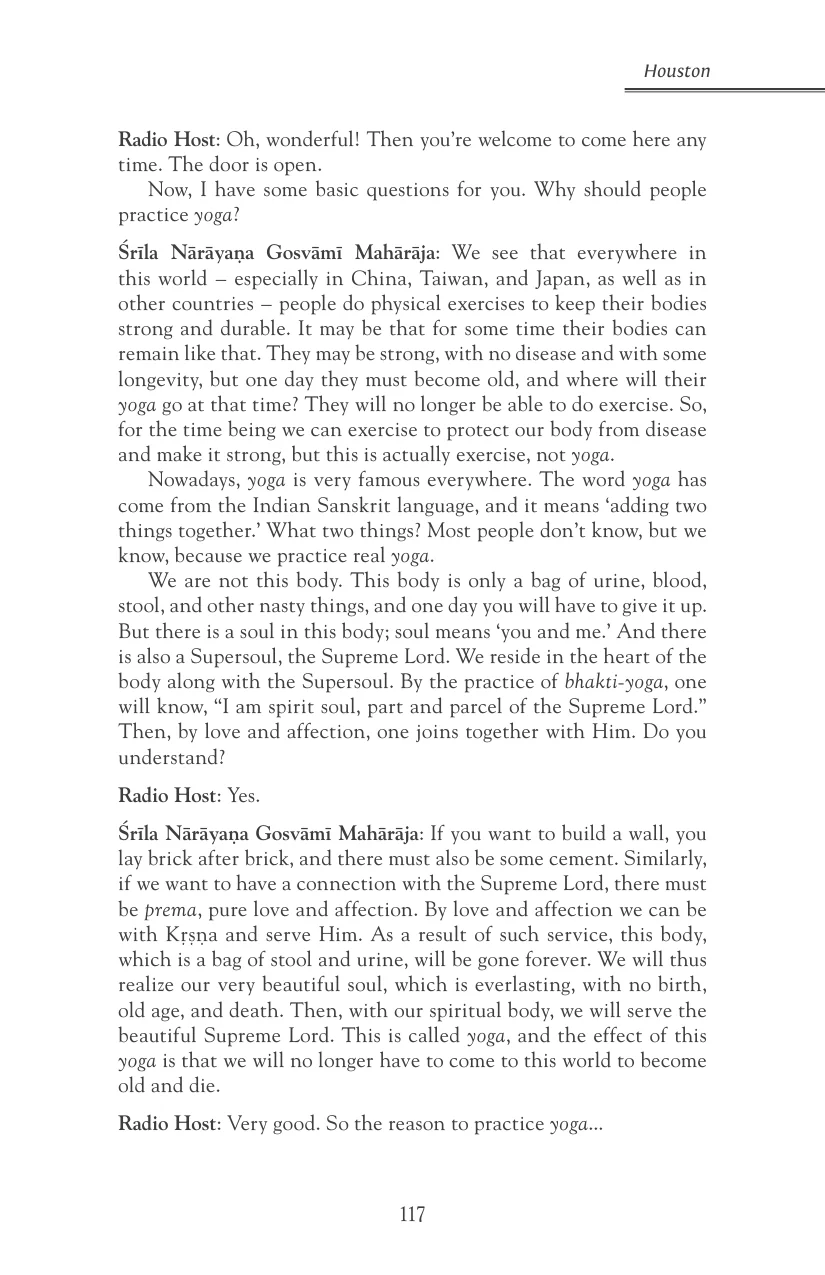 Houston
Radio Host: Oh, wonderful! Then you’re welcome to come here any
time. The door is open.
Now, I have some basic questions for you. Why should people
practice yoga?
Śrīla Nārāyaṇa Gosvāmī Mahārāja: We see that everywhere in
this world – especially in China, Taiwan, and Japan, as well as in
other countries – people do physical exercises to keep their bodies
strong and durable. It may be that for some time their bodies can
remain like that. They may be strong, with no disease and with some
longevity, but one day they must become old, and where will their
yoga go at that time? They will no longer be able to do exercise. So,
for the time being we can exercise to protect our body from disease
and make it strong, but this is actually exercise, not yoga.
Nowadays, yoga is very famous everywhere. The word yoga has
come from the Indian Sanskrit language, and it means ‘adding two
things together.’ What two things? Most people don’t know, but we
know, because we practice real yoga.
We are not this body. This body is only a bag of urine, blood,
stool, and other nasty things, and one day you will have to give it up.
But there is a soul in this body; soul means ‘you and me.’ And there
is also a Supersoul, the Supreme Lord. We reside in the heart of the
body along with the Supersoul. By the practice of bhakti-yoga, one
will know, “I am spirit soul, part and parcel of the Supreme Lord.”
Then, by love and affection, one joins together with Him. Do you
understand?
Radio Host: Yes.
Śrīla Nārāyaṇa Gosvāmī Mahārāja: If you want to build a wall, you
lay brick after brick, and there must also be some cement. Similarly,
if we want to have a connection with the Supreme Lord, there must
be prema, pure love and affection. By love and affection we can be
with Kṛṣṇa and serve Him. As a result of such service, this body,
which is a bag of stool and urine, will be gone forever. We will thus
realize our very beautiful soul, which is everlasting, with no birth,
old age, and death. Then, with our spiritual body, we will serve the
beautiful Supreme Lord. This is called yoga, and the effect of this
yoga is that we will no longer have to come to this world to become
old and die.
Radio Host: Very good. So the reason to practice yoga...
117